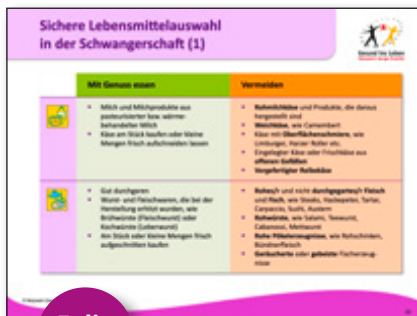 Sichere Lebensmittelauswahl
in der Schwangerschaft (1)
Gesund ins Leben
Mit Genuss essen
Vermeiden
Milch und Milchprodukte aus
pasteurisierter bzw. wärme-
behandelter Milch
Käse am Stück kaufen oder kleine
Mengen frisch aufschneiden lassen
Rohmilchkäse und Produkte, die daraus
hergestellt sind
Weichkäse, wie Camembert
Käse mit Oberflächenschmiere, wie
Limburger, Harzer Roller etc.
Eingelegter Käse oder Frischkäse aus
offenen Gefäßen
Vorgefertigter Reibekäse
Gut durchgaren
Wurst- und Fleischwaren, die bei der
Herstellung erhitzt wurden, wie
Brühwürste (Fleischwurst) oder
Kochwürste (Leberwurst)
Am Stück oder kleine Mengen frisch
aufgeschnitten kaufen
Rohes/r und nicht durchgegartes/r Fleisch
und Fisch, wie Steaks, Hackepeter, Tartar,
Carpaccio, Sushi, Austern
Rohwürste, wie Salami, Teewurst,
Cabanossi, Mettwurst
Rohe Pökelerzeugnisse, wie Rohschinken,
Bündnerfleisch
Geräucherte oder gebeizte Fischerzeug-
nisse